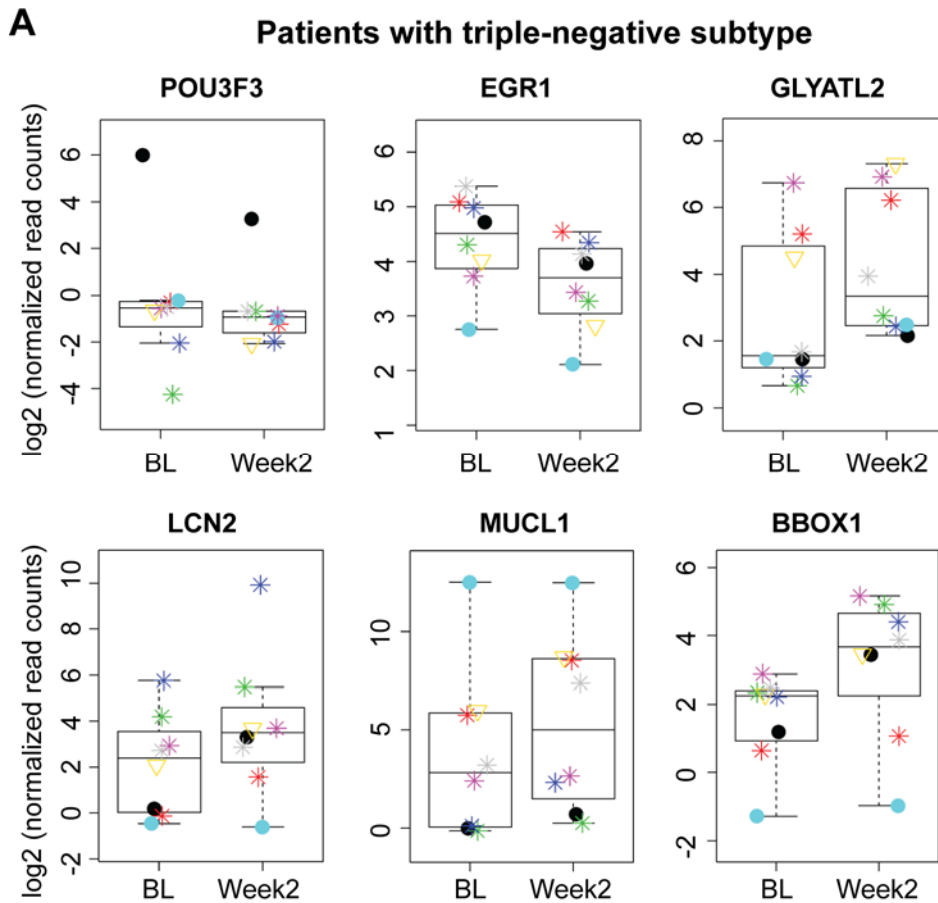 A
Patients with triple-negative subtype
POU3F3 EGR1 GLYATL2
log2 (normalized read counts)
6
4
2
0
-2
-4
BL Week2
6
5
4
3
2
1
BL Week2
8
6
4
2
0
BL Week2
LCN2 MUCL1 BBOX1
log2 (normalized read counts)
10
8
6
4
2
0
-2
BL Week2
10
5
0
BL Week2
6
4
2
0
-2
BL Week2